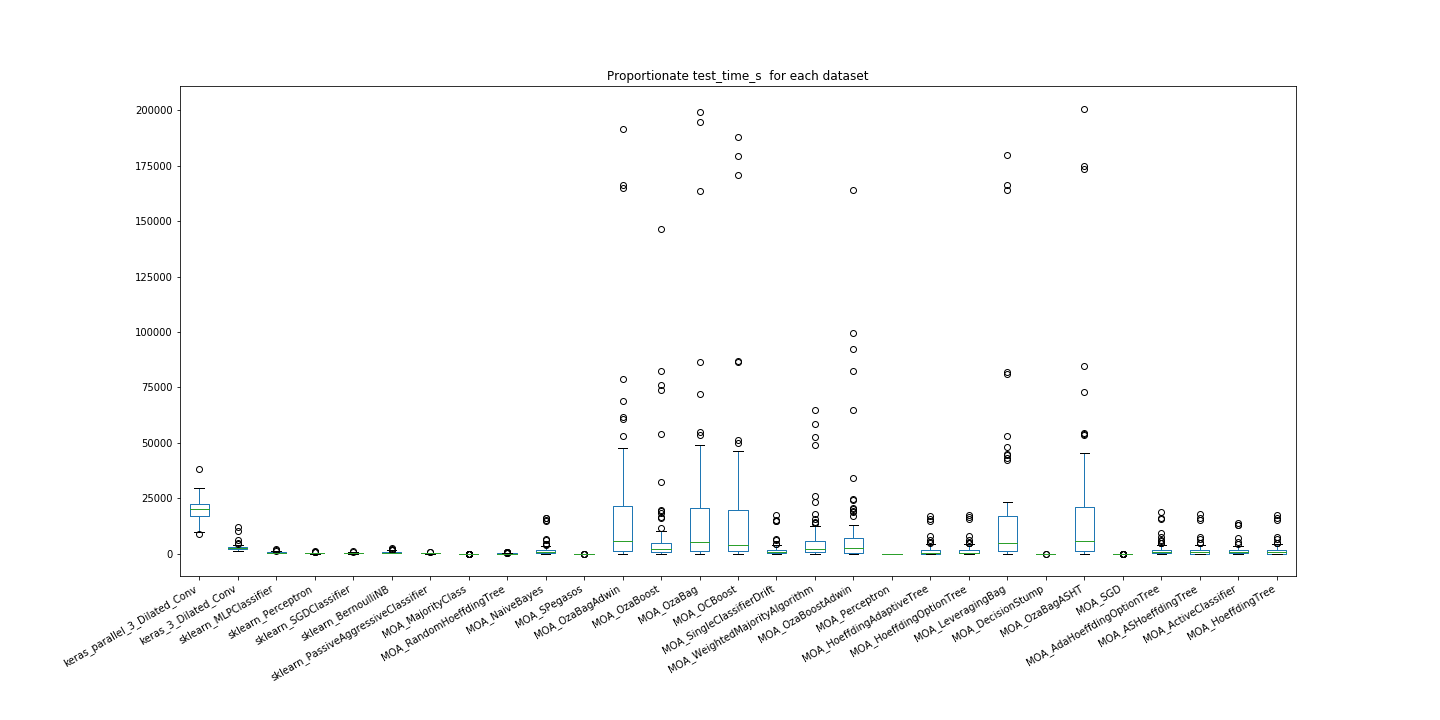 Proportionate test_time_s for each dataset
200000
175000
150000
125000
100000
75000
50000
25000
0
keras_parallel_3_Dilated_Conv
keras_3_Dilated_Conv
sklearn_MLPClassifier
sklearn_Perceptron
sklearn_SGDClassifier
sklearn_BernoulliNB
sklearn_PassiveAggressiveClassifier
MOA_MajorityClass
MOA_RandomHoeffdingTree
MOA_NaiveBayes
MOA_SPegasos
MOA_OzaBagAdwin
MOA_OzaBoost
MOA_OzaBag
MOA_OCBoost
MOA_SingleClassifierDrift
MOA_WeightedMajorityAlgorithm
MOA_OzaBoostAdwin
MOA_Perceptron
MOA_HoeffdingAdaptiveTree
MOA_HoeffdingOptionTree
MOA_LeveragingBag
MOA_DecisionStump
MOA_OzaBagASHT
MOA_SGD
MOA_AdaHoeffdingOptionTree
MOA_ASHoeffdingTree
MOA_ActiveClassifier
MOA_HoeffdingTree